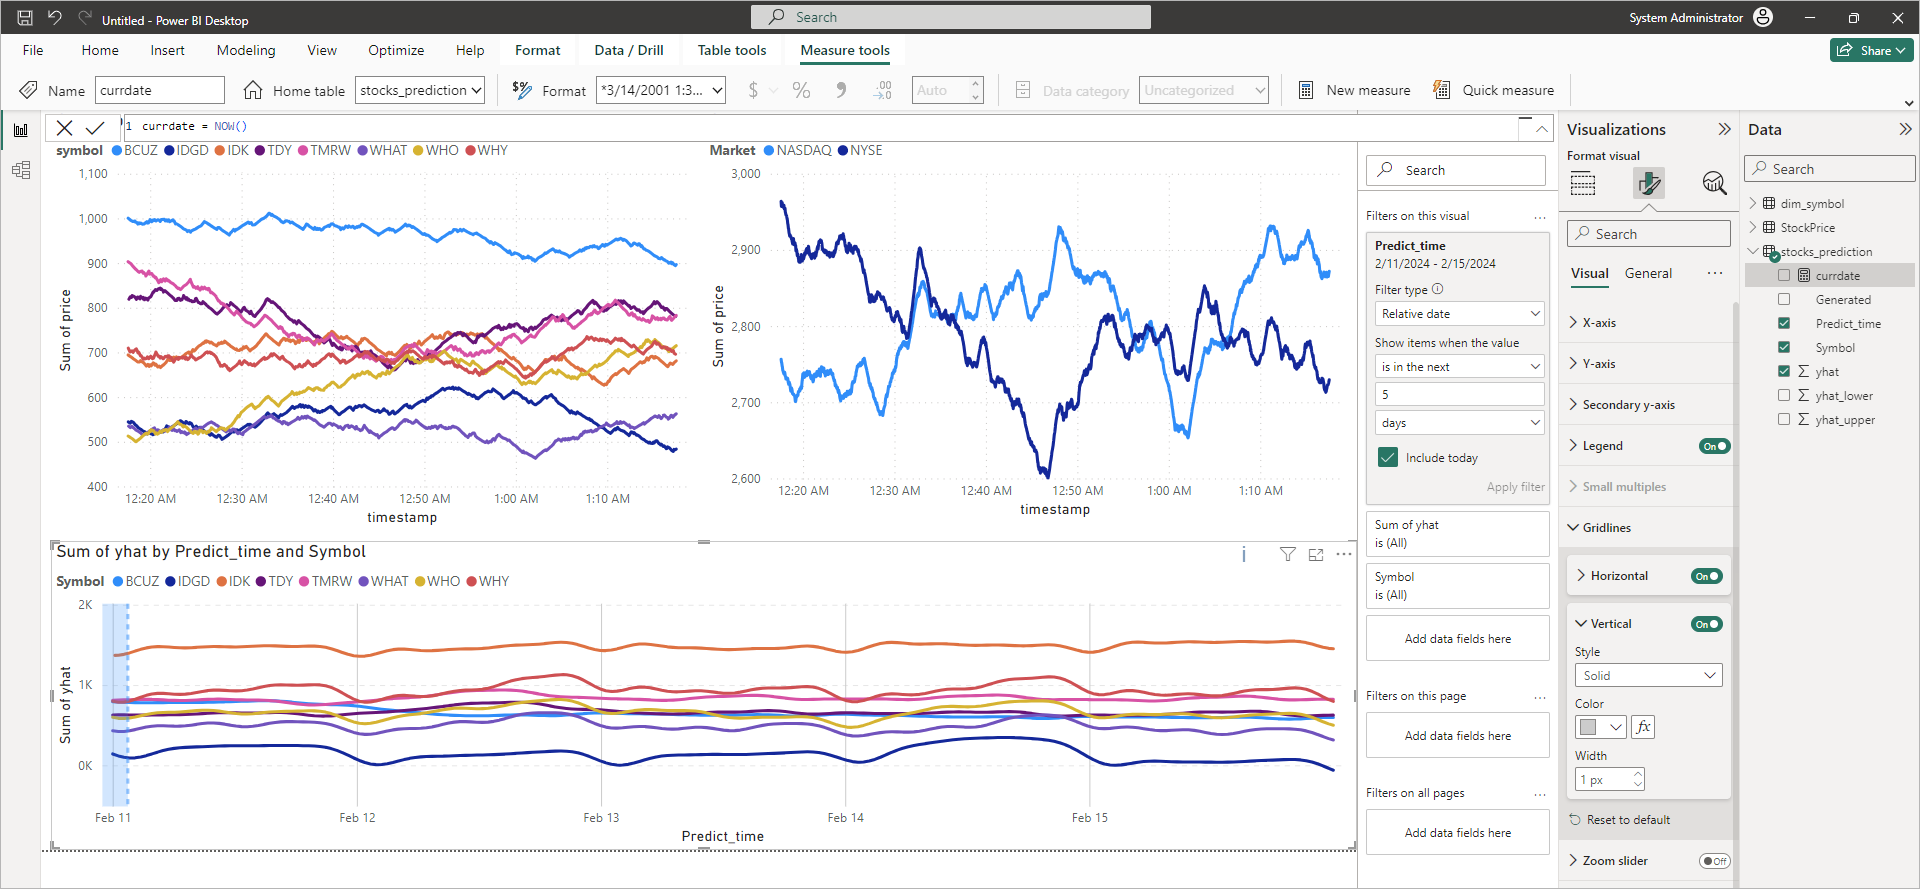 Untitled - Power BI Desktop
Search
System Administrator
File Home Insert Modeling View Optimize Help Format Data / Drill Table tools Measure tools
Share
Name currdate Home table stocks_prediction Format *3/14/2001 1:3... $ % Auto Data category Uncategorized New measure Quick measure
1 currdate = NOW()
symbol BCUZ IDGD IDK TDY TMRW WHAT WHO WHY
1,100
1,000
900
800
700
600
500
400
Sum of price
12:20 AM 12:30 AM 12:40 AM 12:50 AM 1:00 AM 1:10 AM
timestamp
Market NASDAQ NYSE
3,000
2,900
2,800
2,700
2,600
Sum of price
12:20 AM 12:30 AM 12:40 AM 12:50 AM 1:00 AM 1:10 AM
timestamp
Sum of yhat by Predict_time and Symbol
Symbol BCUZ IDGD IDK TDY TMRW WHAT WHO WHY
2K
1K
0K
Sum of yhat
Feb 11 Feb 12 Feb 13 Feb 14 Feb 15
Predict_time
Search
Filters on this visual ...
Predict_time
2/11/2024 - 2/15/2024
Filter type
Relative date
Show items when the value
is in the next
5
days
Include today
Apply filter
Sum of yhat
is (All)
Symbol
is (All)
Add data fields here
Filters on this page ...
Add data fields here
Filters on all pages ...
Add data fields here
Visualizations
Format visual
Search
Visual General ...
X-axis
Y-axis
Secondary y-axis
Legend On
Small multiples
Gridlines
Horizontal On
Vertical On
Style
Solid
Color
fx
Width
1 px
Reset to default
Zoom slider Off
Data
Search
dim_symbol
StockPrice
stocks_prediction
currdate
Generated
Predict_time
Symbol
yhat
yhat_lower
yhat_upper